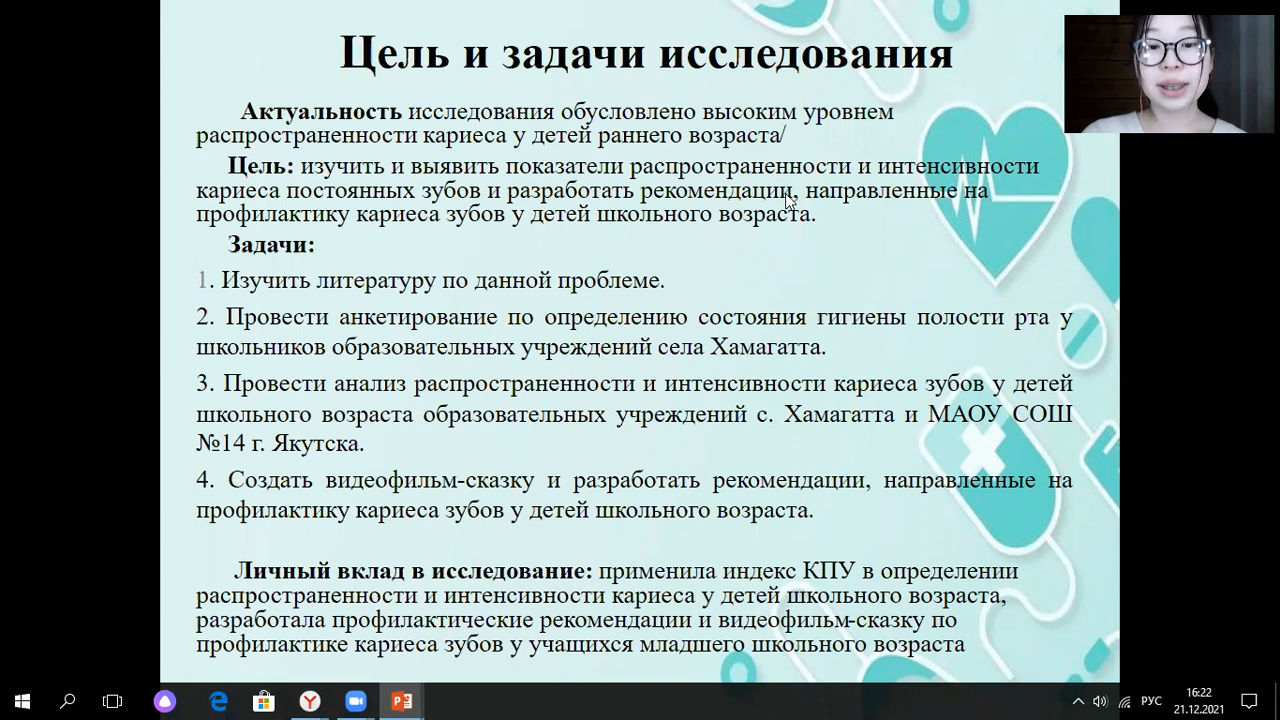 Цель и задачи исследования
Актуальность исследования обусловлено высоким уровнем
распространенности кариеса у детей раннего возраста/
Цель: изучить и выявить показатели распространенности и интенсивности
кариеса постоянных зубов и разработать рекомендации, направленные на
профилактику кариеса зубов у детей школьного возраста.
Задачи:
1. Изучить литературу по данной проблеме.
2. Провести анкетирование по определению состояния гигиены полости рта у
школьников образовательных учреждений села Хамагатта.
3. Провести анализ распространенности и интенсивности кариеса зубов у детей
школьного возраста образовательных учреждений с. Хамагатта и МАОУ СОШ
№14 г. Якутска.
4. Создать видеофильм-сказку и разработать рекомендации, направленные на
профилактику кариеса зубов у детей школьного возраста.
Личный вклад в исследование: применила индекс КПУ в определении
распространенности и интенсивности кариеса у детей школьного возраста,
разработала профилактические рекомендации и видеофильм-сказку по
профилактике кариеса зубов у учащихся младшего школьного возраста
РУС
16:22
21.12.2021